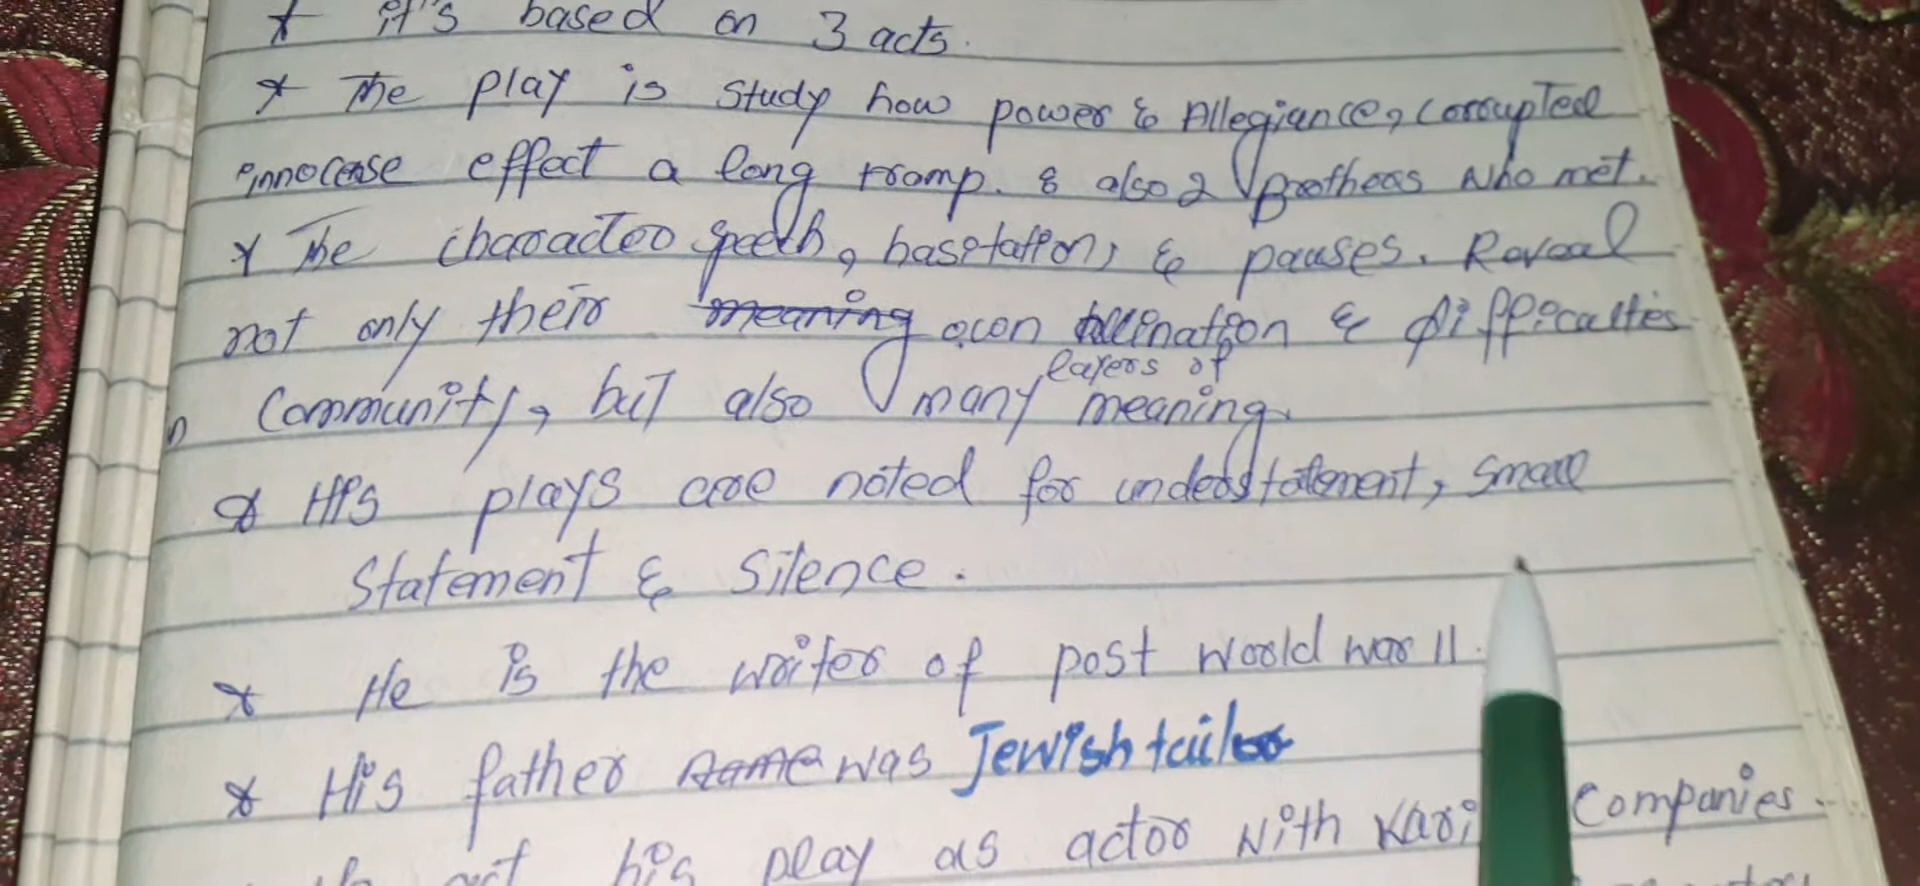 * it's based on 3 acts.
* The play is study how power & Allegiance, corrupted
innocense effect a long tramp. & also 2 Brothers who met.
* The character speech, hasitation, & pauses. Reveal
not only their meaning own & difficulties
Community, but also many layers of meaning.
* His plays are noted for understatement, small
Statement & Silence.
* He is the writer of post world war 11.
* His father name was Jewish tailor
his play as actor with Companies.